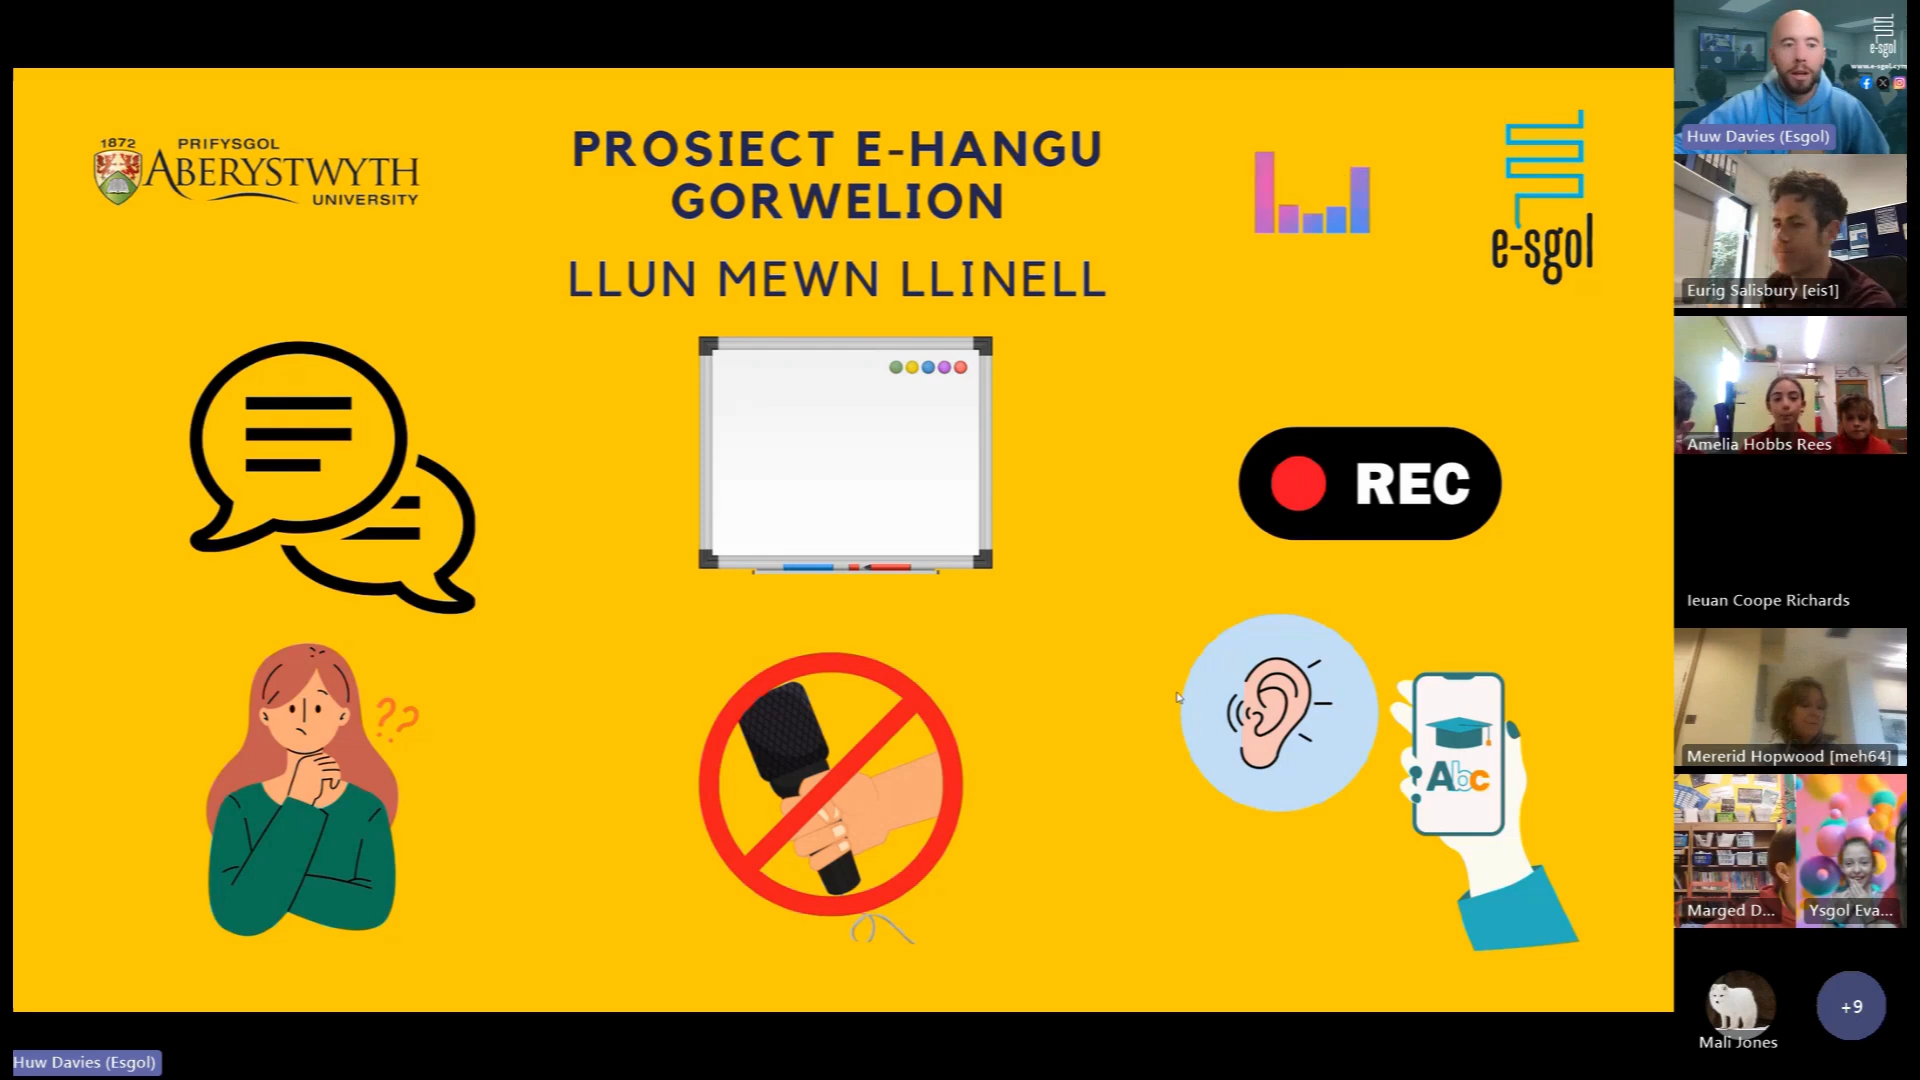 1872
PRIFYSGOL
ABERYSTWYTH
UNIVERSITY
PROSIECT E-HANGU
GORWELION
LLUN MEWN LLINELL
e-sgol
REC
??
Abc
e-sgol
Huw Davies (Esgol)
Eurig Salisbury [eis1]
Amelia Hobbs Rees
Ieuan Coope Richards
Mererid Hopwood [meh64]
Marged D...
Ysgol Eva...
Mali Jones
+9
Huw Davies (Esgol)